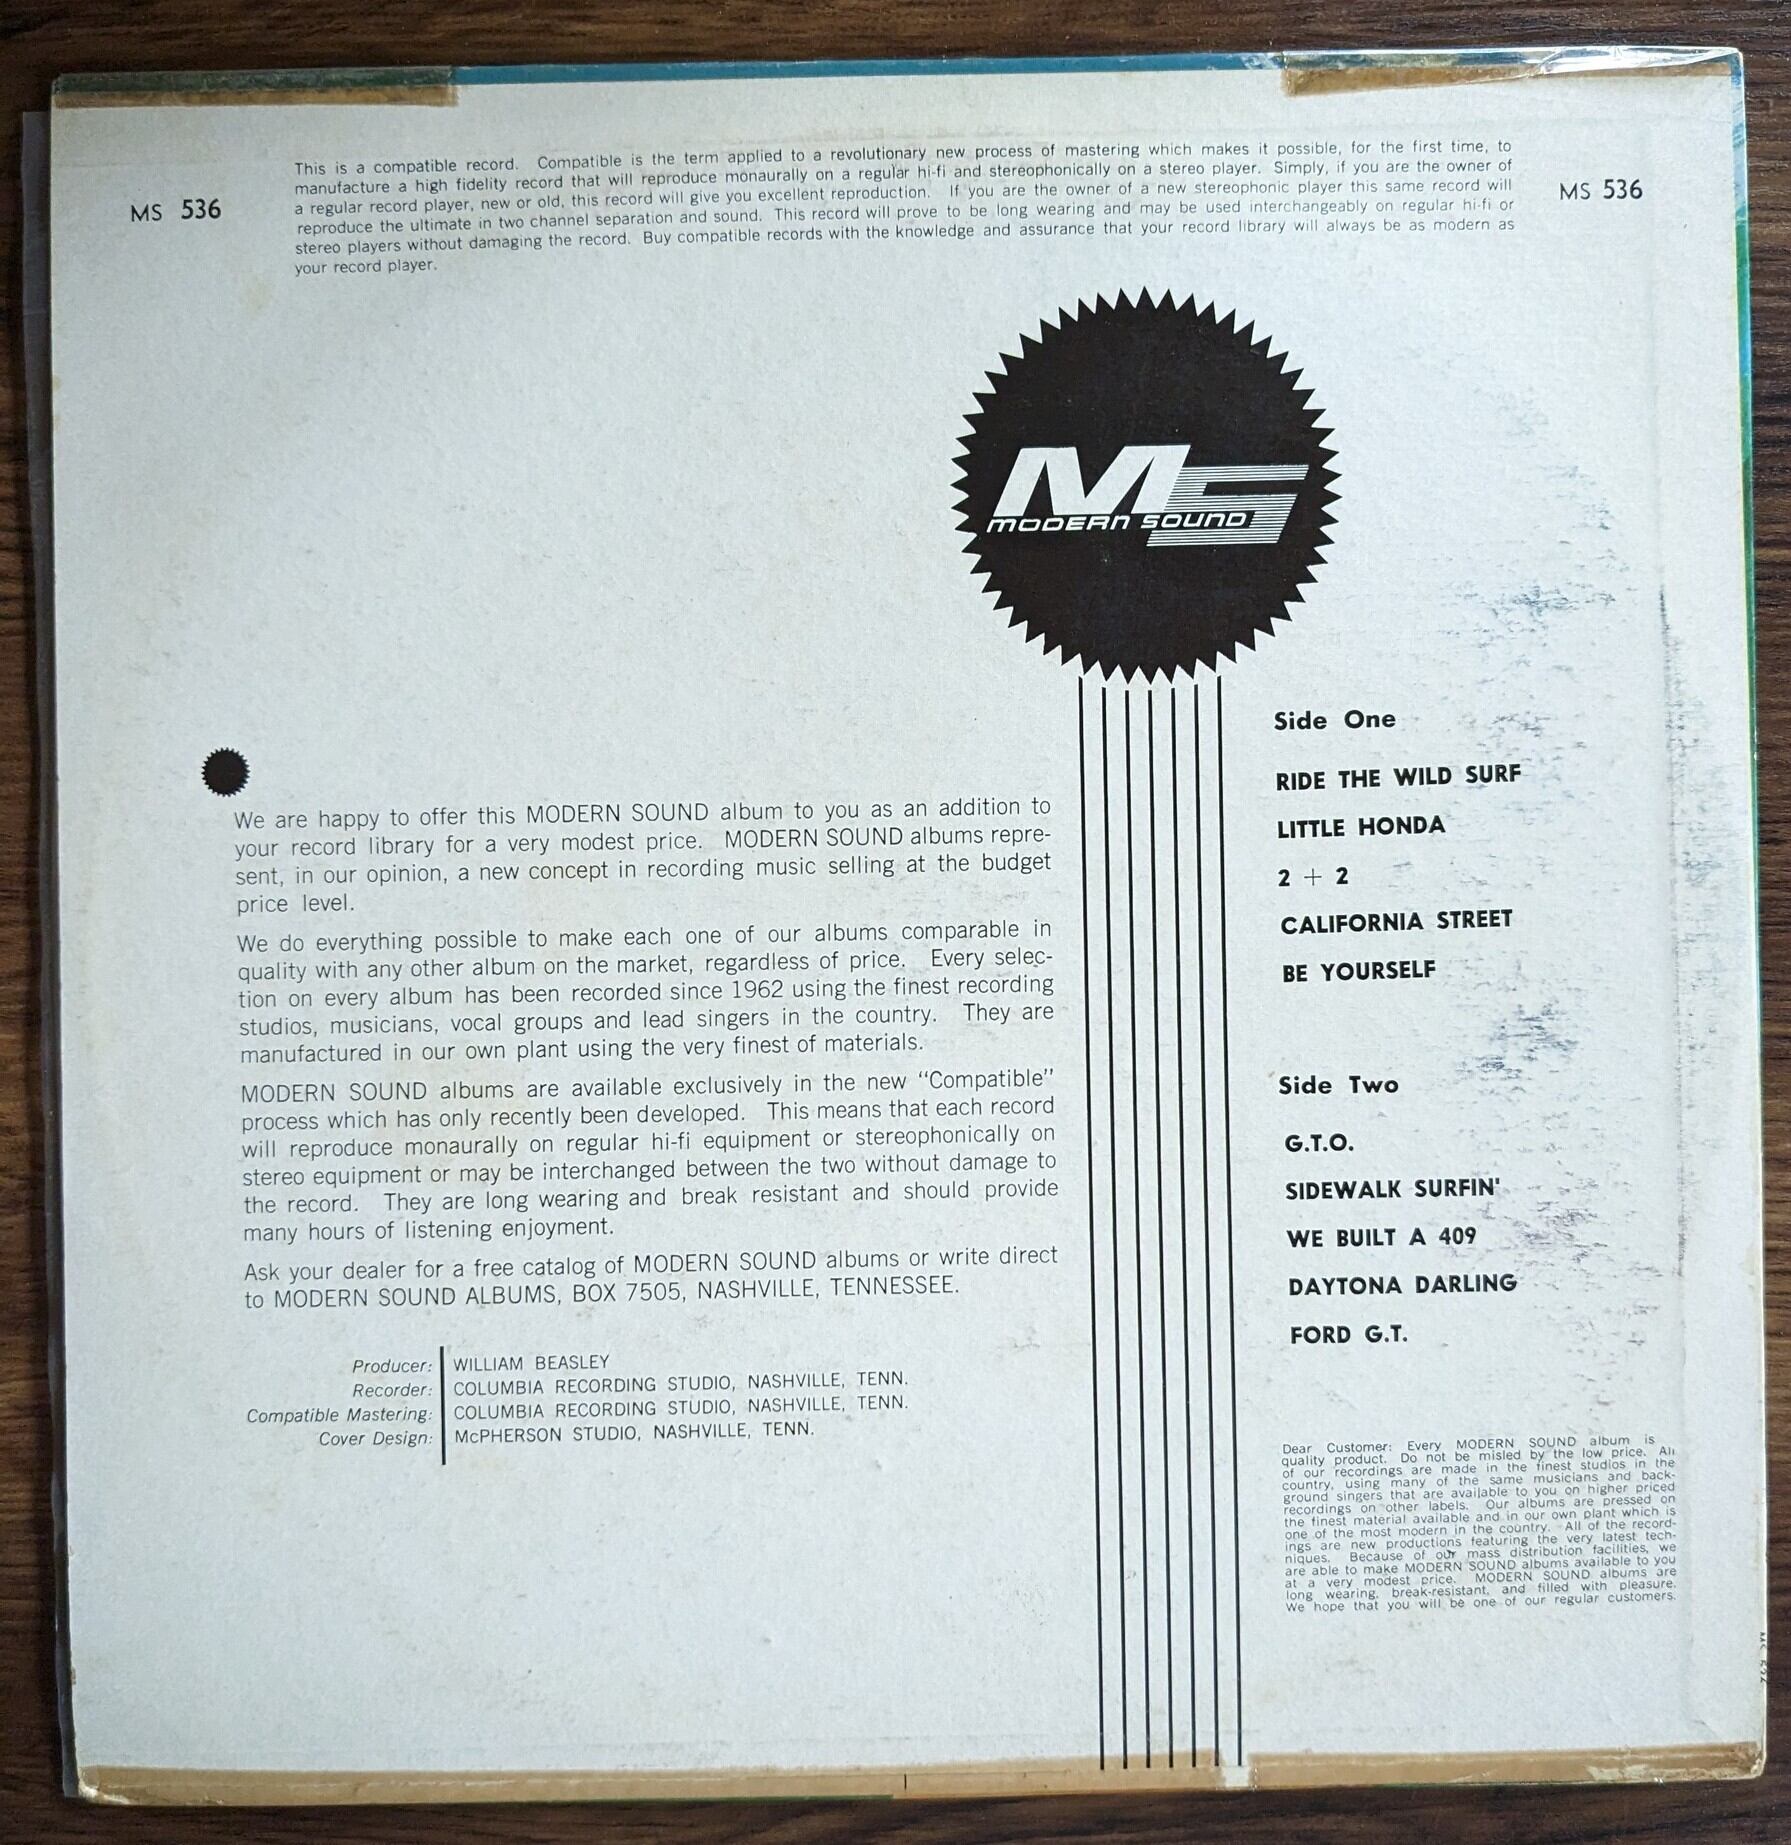 This is a compatible record. Compatible is the term applied to a revolutionary new process of mastering which makes it possible, for the first time, to
manufacture a high fidelity record that will reproduce monaurally on a regular hi-fi and stereophonically on a stereo player. Simply, if you are the owner of
a regular record player, new or old, this record will give you excellent reproduction. If you are the owner of a new stereophonic player this same record will
reproduce the ultimate in two channel separation and sound. This record will prove to be long wearing and may be used interchangeably on regular hi-fi or
stereo players without damaging the record. Buy compatible records with the knowledge and assurance that your record library will always be as modern as
your record player.
MS 536
MS 536
MS
MODERN SOUND
We are happy to offer this MODERN SOUND album to you as an addition to
your record library for a very modest price. MODERN SOUND albums repre-
sent, in our opinion, a new concept in recording music selling at the budget
price level.
We do everything possible to make each one of our albums comparable in
quality with any other album on the market, regardless of price. Every selec-
tion on every album has been recorded since 1962 using the finest recording
studios, musicians, vocal groups and lead singers in the country. They are
manufactured in our own plant using the very finest of materials.
MODERN SOUND albums are available exclusively in the new "Compatible"
process which has only recently been developed. This means that each record
will reproduce monaurally on regular hi-fi equipment or stereophonically on
stereo equipment or may be interchanged between the two without damage to
the record. They are long wearing and break resistant and should provide
many hours of listening enjoyment.
Ask your dealer for a free catalog of MODERN SOUND albums or write direct
to MODERN SOUND ALBUMS, BOX 7505, NASHVILLE, TENNESSEE.
Producer: WILLIAM BEASLEY
Recorder: COLUMBIA RECORDING STUDIO, NASHVILLE, TENN.
Compatible Mastering: COLUMBIA RECORDING STUDIO, NASHVILLE, TENN.
Cover Design: McPHERSON STUDIO, NASHVILLE, TENN.
Side One
RIDE THE WILD SURF
LITTLE HONDA
2 + 2
CALIFORNIA STREET
BE YOURSELF
Side Two
G.T.O.
SIDEWALK SURFIN'
WE BUILT A 409
DAYTONA DARLING
FORD G.T.
Dear Customer: Every MODERN SOUND album is
quality product. Do not be misled by the low price. All
of our recordings are made in the finest studios in the
country, using many of the same musicians and back-
ground singers that are available to you on higher priced
recordings on other labels. Our albums are pressed on
the finest material available and in our own plant which is
one of the most modern in the country. All of the record-
ings are new productions featuring the very latest tech-
niques. Because of our mass distribution facilities, we
are able to make MODERN SOUND albums available to you
at a very modest price. MODERN SOUND albums are
long wearing, break-resistant, and filled with pleasure.
We hope that you will be one of our regular customers.